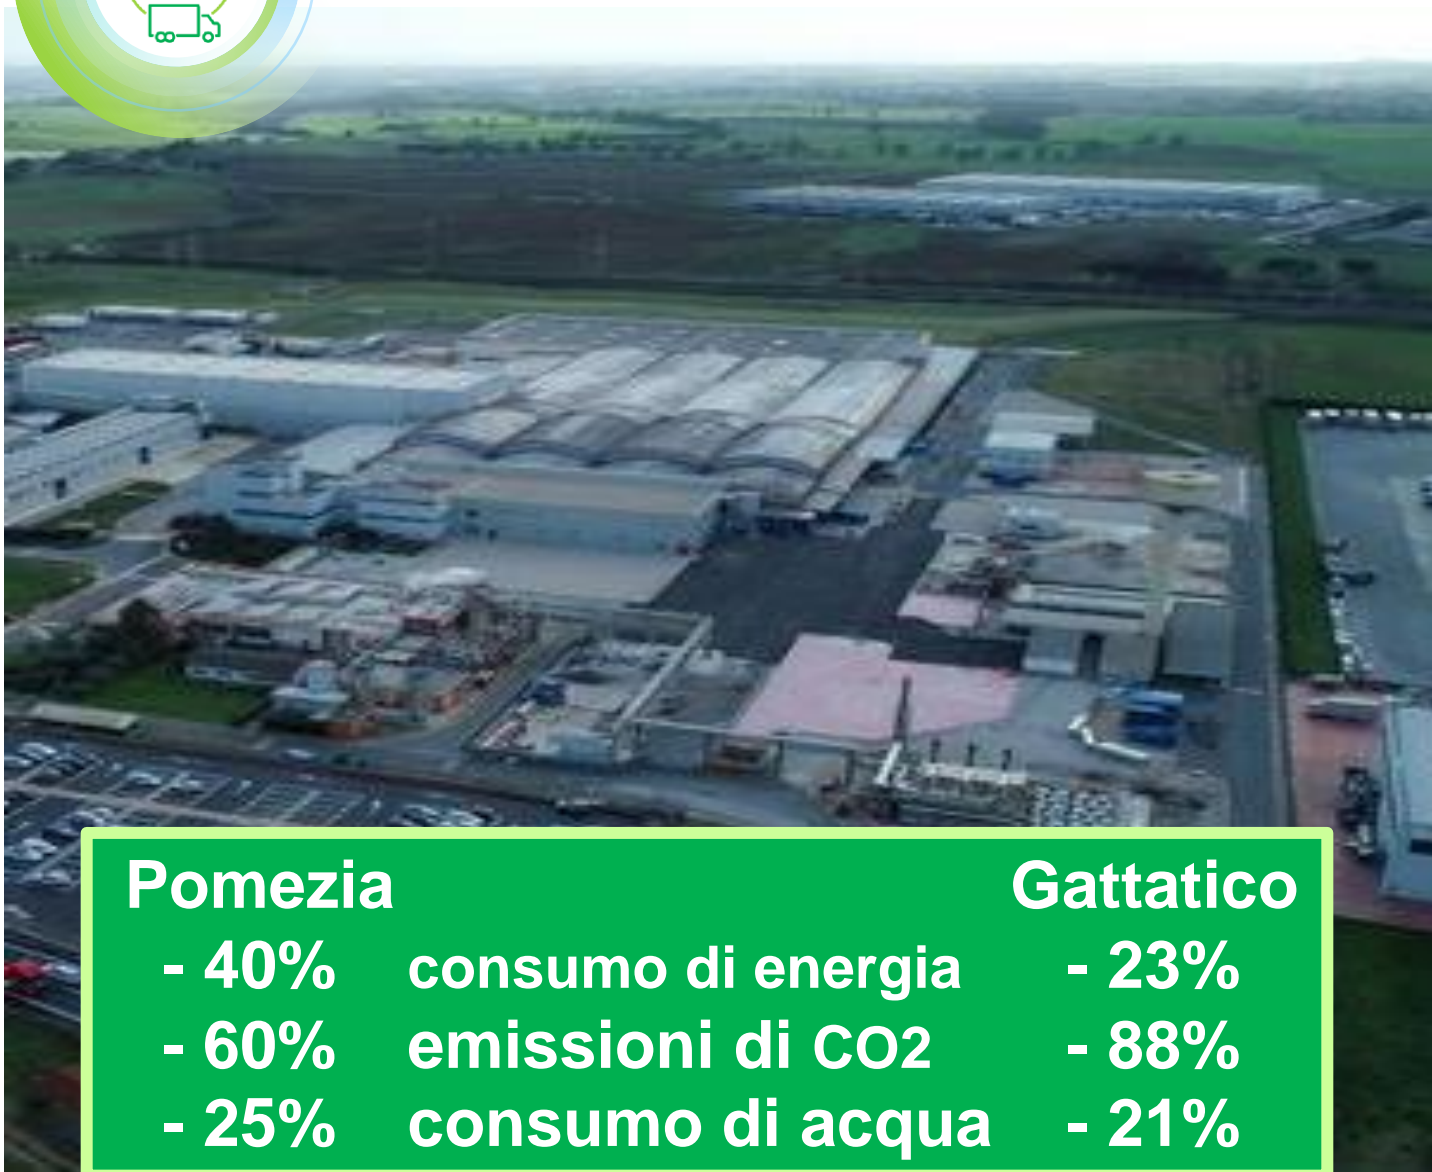 Pomezia Gattatico
- 40% consumo di energia - 23%
- 60% emissioni di CO2 - 88%
- 25% consumo di acqua - 21%